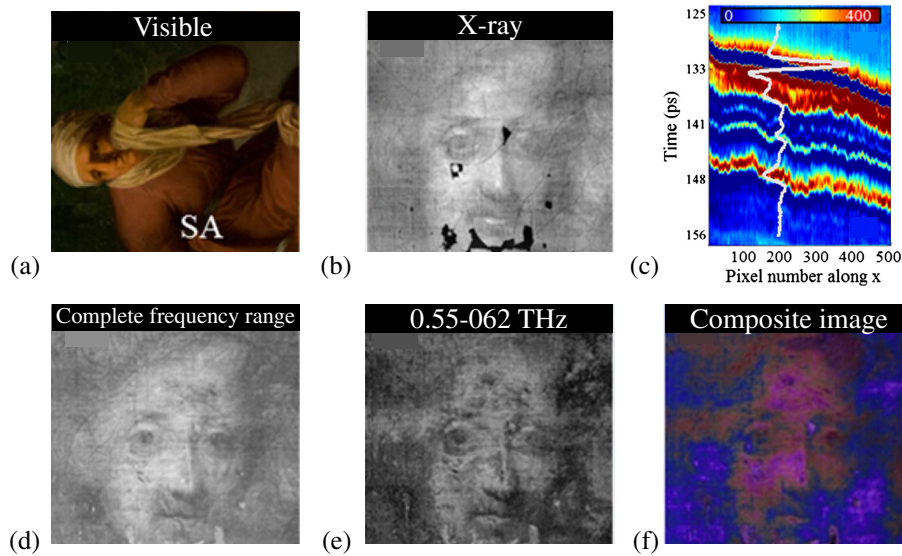 Visible
SA
(a)
X-ray
(b)
0 400
125
133
141
148
156
Time (ps)
100 200 300 400 500
Pixel number along x
(c)
Complete frequency range
(d)
0.55-062 THz
(e)
Composite image
(f)